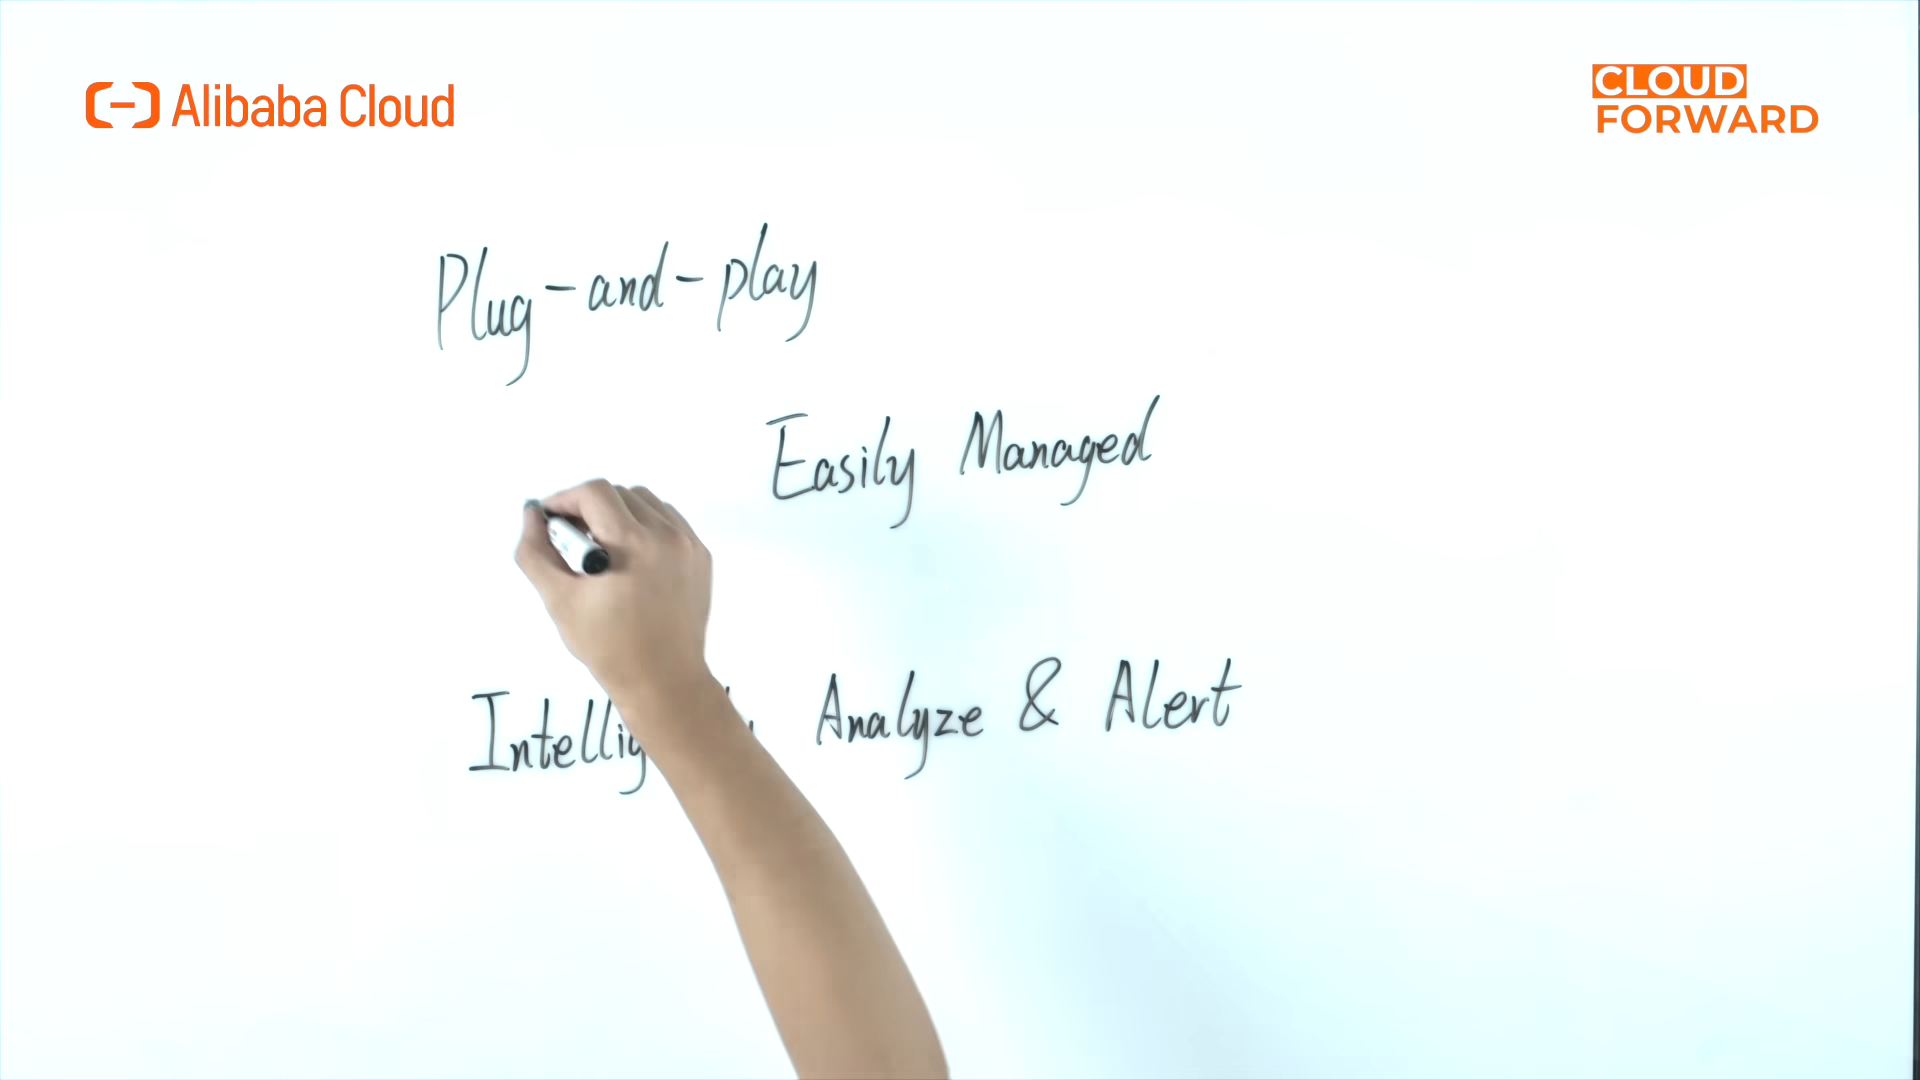 Alibaba Cloud
CLOUD
FORWARD
Plug-and-play
Easily Managed
Analyze & Alert